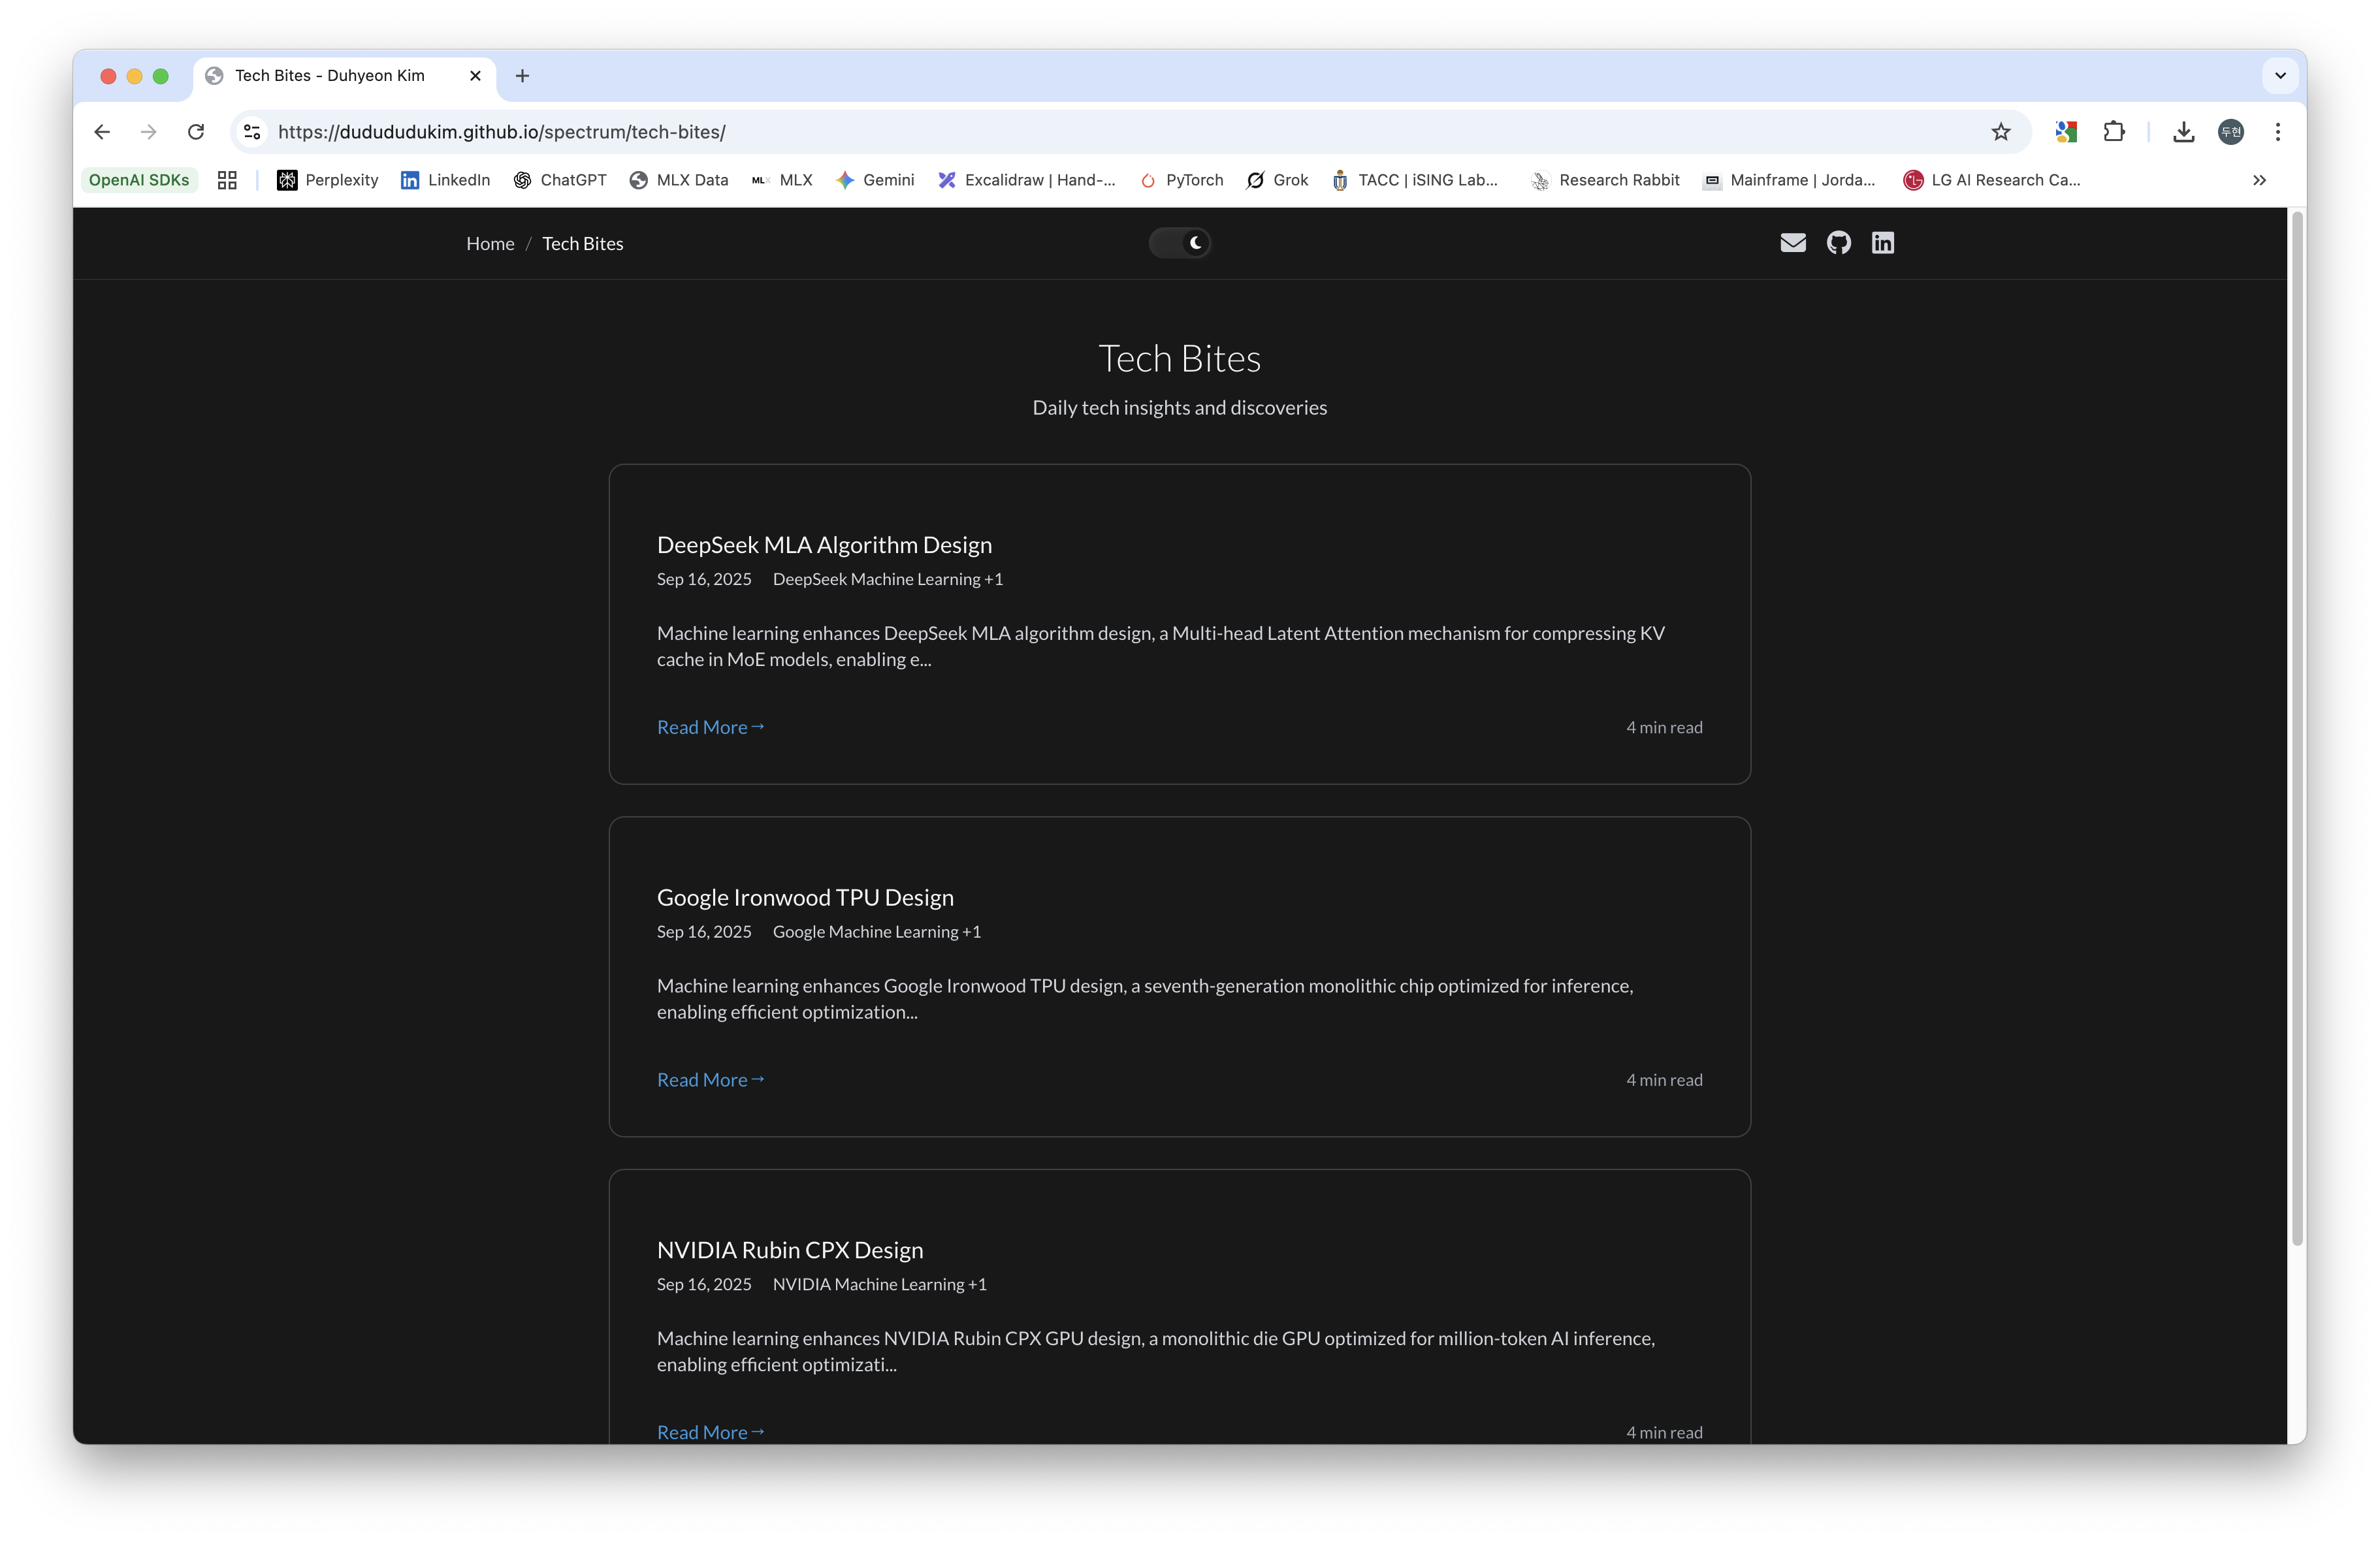 Tech Bites - Duhyeon Kim
https://dudududukim.github.io/spectrum/tech-bites/
두현
OpenAI SDKs
Perplexity
LinkedIn
ChatGPT
MLX Data
MLX
Gemini
Excalidraw | Hand-...
PyTorch
Grok
TACC | iSING Lab...
Research Rabbit
Mainframe | Jorda...
LG AI Research Ca...
Home / Tech Bites
Tech Bites
Daily tech insights and discoveries
DeepSeek MLA Algorithm Design
Sep 16, 2025 DeepSeek Machine Learning +1
Machine learning enhances DeepSeek MLA algorithm design, a Multi-head Latent Attention mechanism for compressing KV
cache in MoE models, enabling e...
Read More→ 4 min read
Google Ironwood TPU Design
Sep 16, 2025 Google Machine Learning +1
Machine learning enhances Google Ironwood TPU design, a seventh-generation monolithic chip optimized for inference,
enabling efficient optimization...
Read More→ 4 min read
NVIDIA Rubin CPX Design
Sep 16, 2025 NVIDIA Machine Learning +1
Machine learning enhances NVIDIA Rubin CPX GPU design, a monolithic die GPU optimized for million-token AI inference,
enabling efficient optimizati...
Read More→ 4 min read